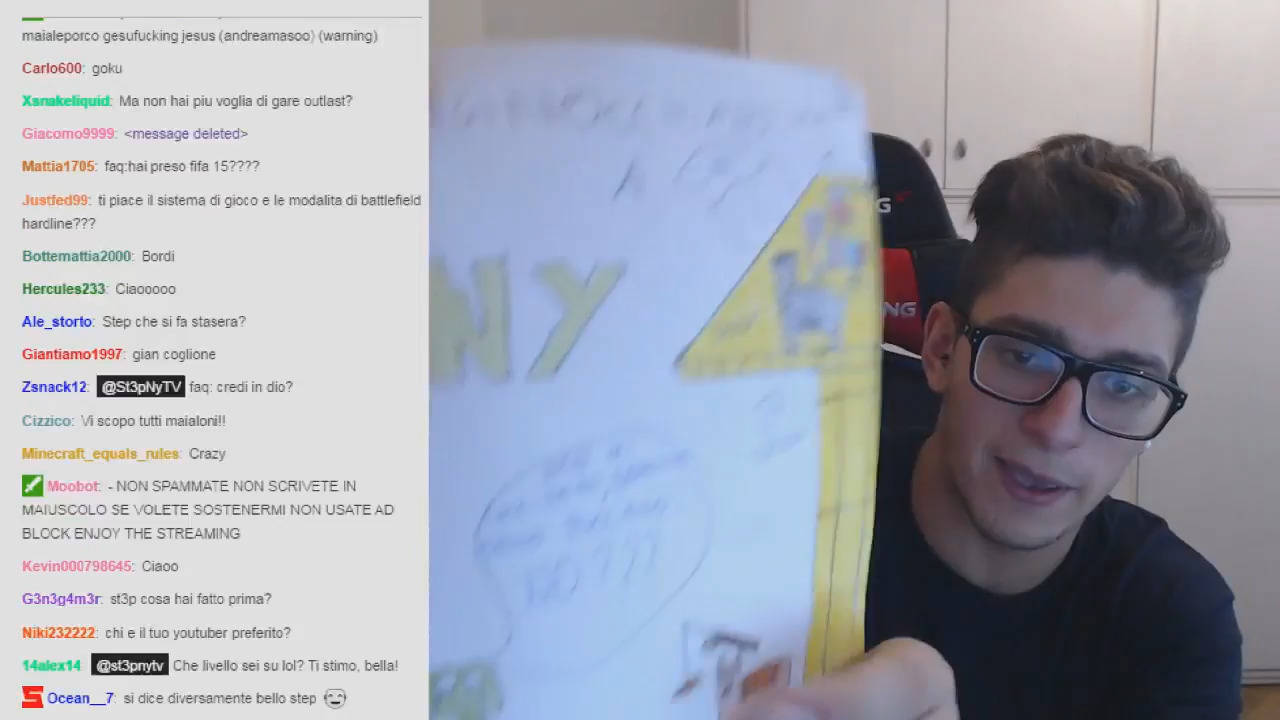 maialeporco gesufucking jesus (andreamasoo) (warning)
Carlo600: goku
Xsnakeliquid: Ma non hai piu voglia di gare outlast?
Giacomo9999: <message deleted>
Mattia1705: faq:hai preso fifa 15????
Justfed99: ti piace il sistema di gioco e le modalita di battlefield
hardline???
Bottemattia2000: Bordi
Hercules233: Ciaooooo
Ale_storto: Step che si fa stasera?
Giantiamo1997: gian coglione
Zsnack12: @St3pNyTV faq: credi in dio?
Cizzico: Vi scopo tutti maialoni!!
Minecraft_equals_rules: Crazy
Moobot: - NON SPAMMATE NON SCRIVETE IN
MAIUSCOLO SE VOLETE SOSTENERMI NON USATE AD
BLOCK ENJOY THE STREAMING
Kevin000798645: Ciaoo
G3n3g4m3r: st3p cosa hai fatto prima?
Niki232222: chi e il tuo youtuber preferito?
14alex14: @st3pnytv Che livello sei su lol? Ti stimo, bella!
Ocean__7: si dice diversamente bello step
NY
NO???
G
NG